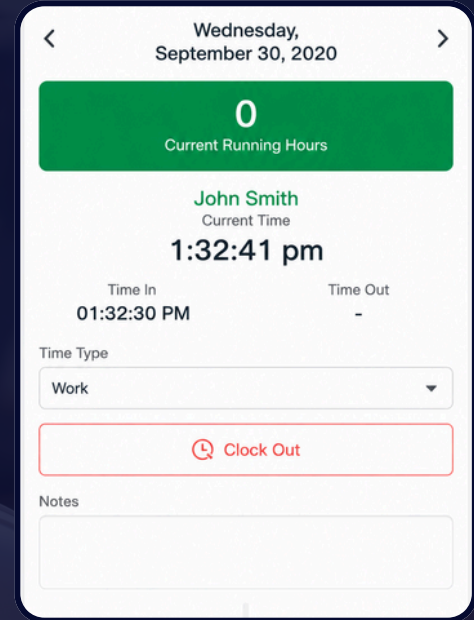 Wednesday,
September 30, 2020
0
Current Running Hours
John Smith
Current Time
1:32:41 pm
Time In
Time Out
01:32:30 PM
-
Time Type
Work
Clock Out
Notes